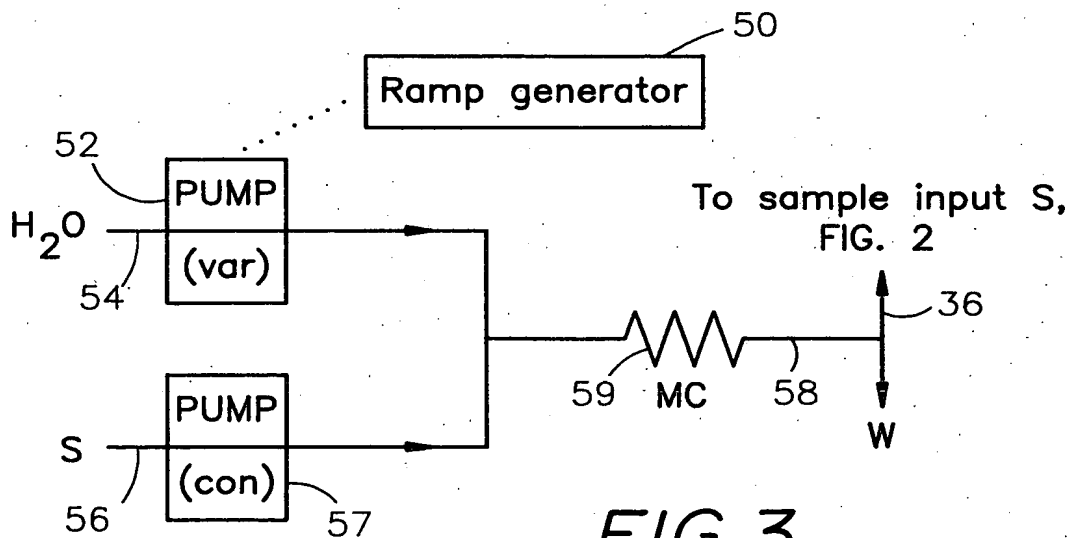 50
Ramp generator
52
PUMP
H2O
(var)
54
To sample input S,
FIG. 2
36
59
MC
58
W
PUMP
S
(con)
56
57
FIG. 3